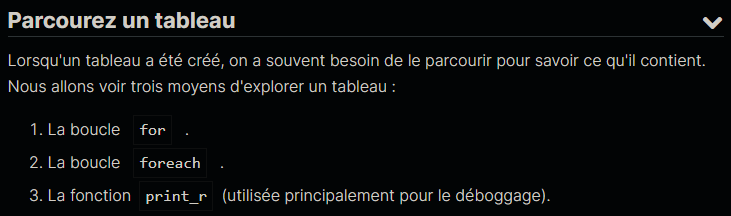 Parcourez un tableau
Lorsqu'un tableau a été créé, on a souvent besoin de le parcourir pour savoir ce qu'il contient.
Nous allons voir trois moyens d'explorer un tableau :
1. La boucle for .
2. La boucle foreach .
3. La fonction print_r (utilisée principalement pour le déboggage).